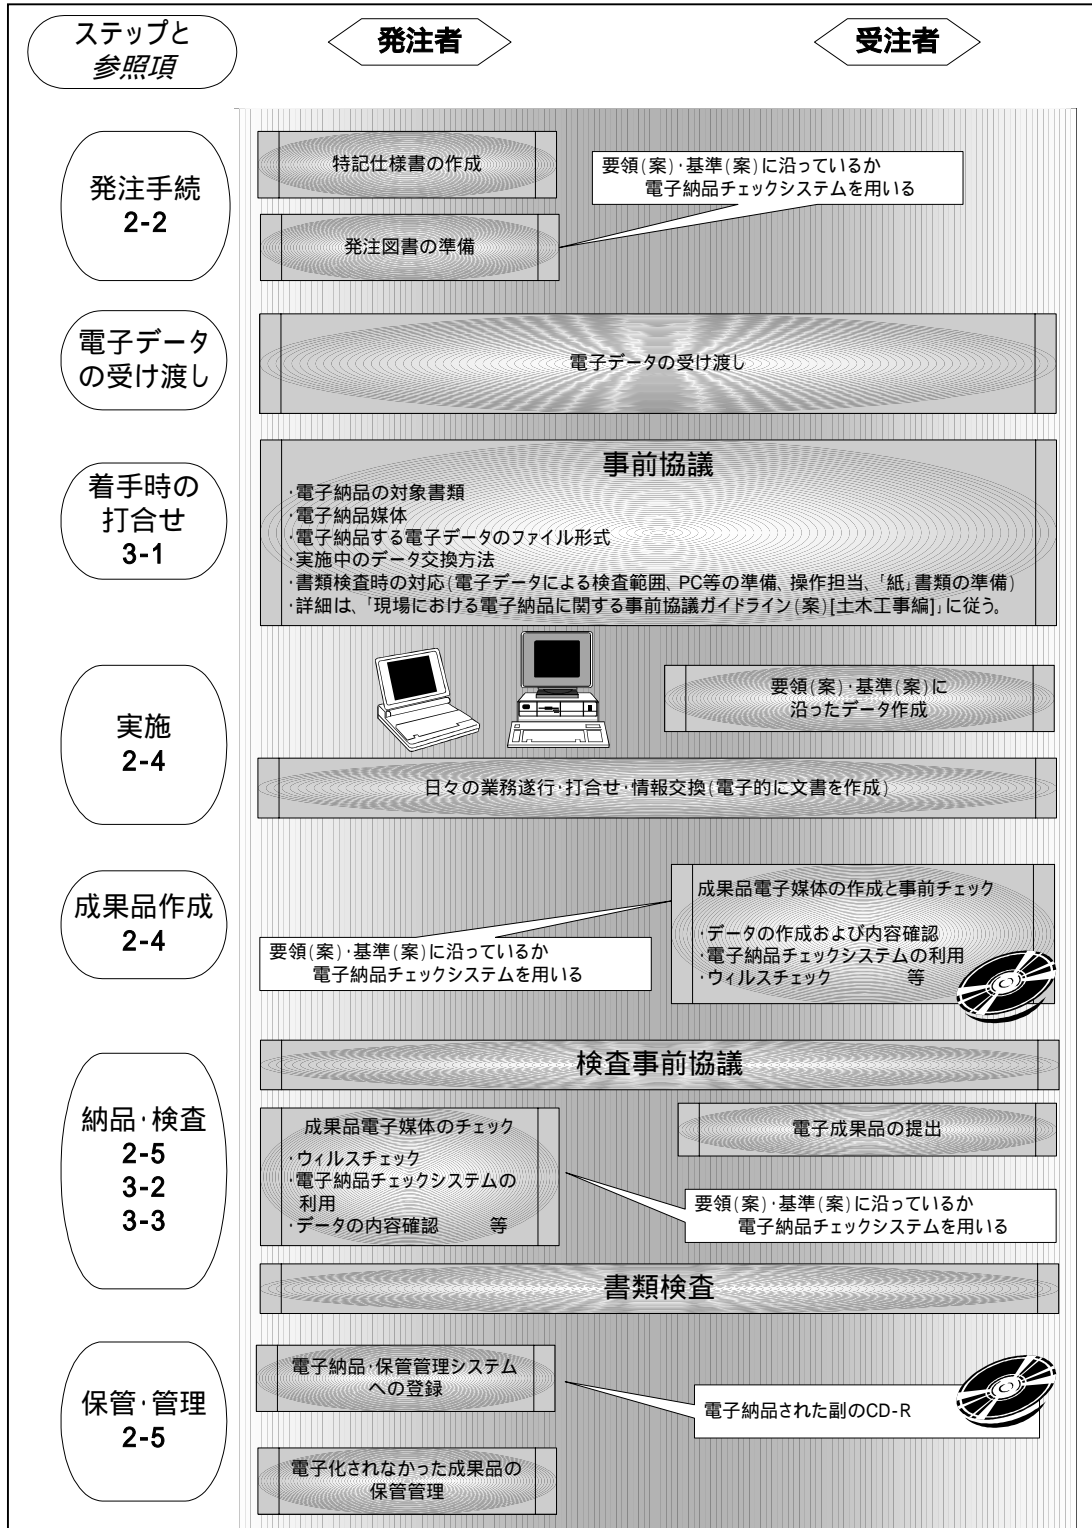 ステップと
参照項
発注者
受注者
発注手続
2-2
特記仕様書の作成
発注図書の準備
要領(案)･基準(案)に沿っているか
電子納品チェックシステムを用いる
電子データ
の受け渡し
電子データの受け渡し
着手時の
打合せ
3-1
事前協議
･電子納品の対象書類
･電子納品媒体
･電子納品する電子データのファイル形式
･実施中のデータ交換方法
･書類検査時の対応(電子データによる検査範囲、PC等の準備、操作担当、｢紙｣書類の準備)
･詳細は、｢現場における電子納品に関する事前協議ガイドライン(案)[土木工事編]｣に従う。
実施
2-4
要領(案)･基準(案)に
沿ったデータ作成
日々の業務遂行･打合せ･情報交換(電子的に文書を作成)
成果品作成
2-4
要領(案)･基準(案)に沿っているか
電子納品チェックシステムを用いる
成果品電子媒体の作成と事前チェック
･データの作成および内容確認
･電子納品チェックシステムの利用
･ウィルスチェック 等
納品･検査
2-5
3-2
3-3
検査事前協議
成果品電子媒体のチェック
･ウィルスチェック
･電子納品チェックシステムの
利用
･データの内容確認 等
電子成果品の提出
要領(案)･基準(案)に沿っているか
電子納品チェックシステムを用いる
書類検査
保管･管理
2-5
電子納品･保管管理システム
への登録
電子納品された副のCD-R
電子化されなかった成果品の
保管管理